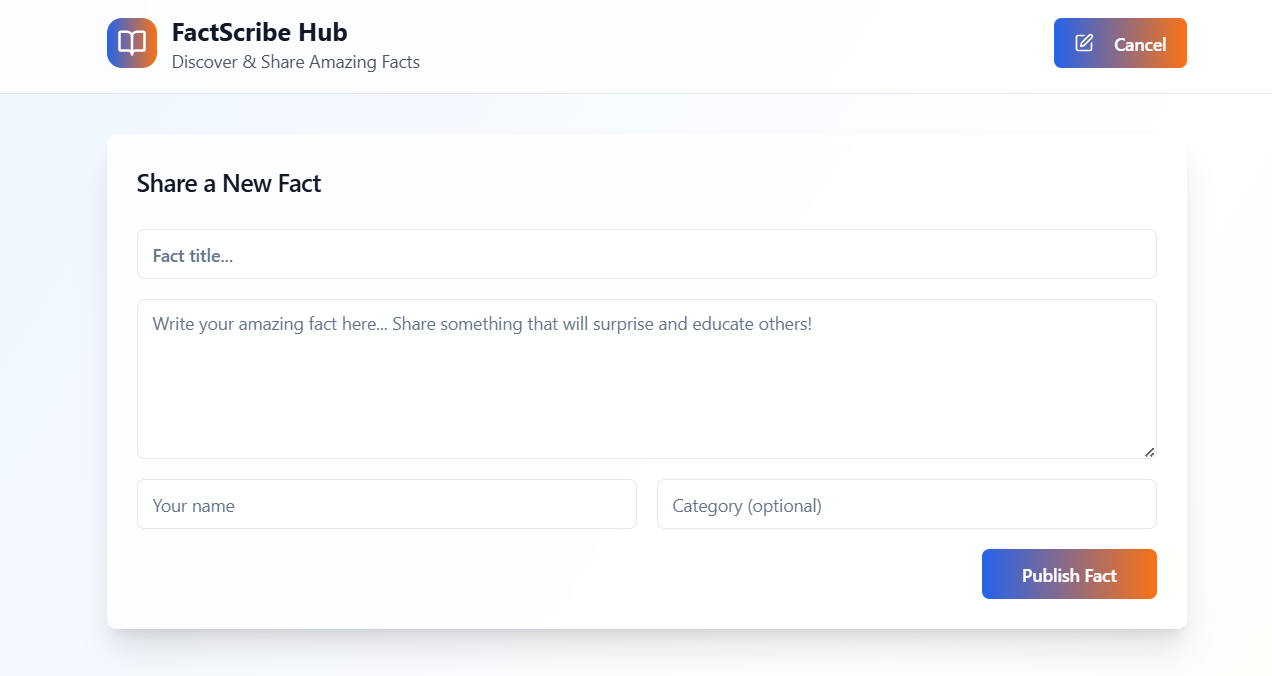 FactScribe Hub
Discover & Share Amazing Facts
Cancel
Share a New Fact
Fact title...
Write your amazing fact here... Share something that will surprise and educate others!
Your name
Category (optional)
Publish Fact